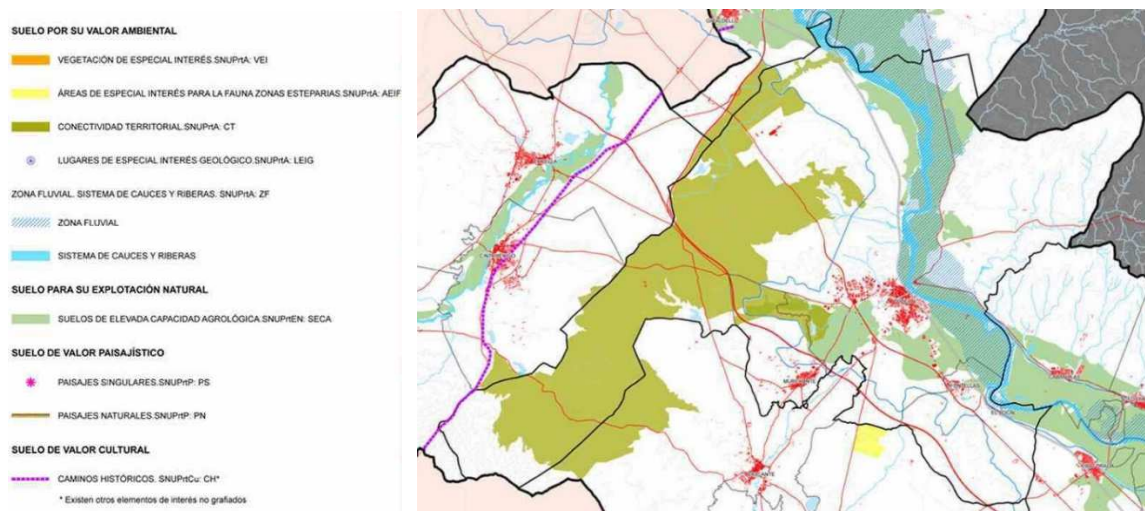 SUELO POR SU VALOR AMBIENTAL
VEGETACIÓN DE ESPECIAL INTERÉS.SNUPrtA: VEI
ÁREAS DE ESPECIAL INTERÉS PARA LA FAUNA ZONAS ESTEPARIAS.SNUPrtA: AEIF
CONECTIVIDAD TERRITORIAL.SNUPrtA: CT
LUGARES DE ESPECIAL INTERÉS GEOLÓGICO.SNUPrtA: LEIG
ZONA FLUVIAL. SISTEMA DE CAUCES Y RIBERAS. SNUPrtA: ZF
ZONA FLUVIAL
SISTEMA DE CAUCES Y RIBERAS
SUELO PARA SU EXPLOTACIÓN NATURAL
SUELOS DE ELEVADA CAPACIDAD AGROLÓGICA.SNUPrtEN: SECA
SUELO DE VALOR PAISAJÍSTICO
PAISAJES SINGULARES.SNUPrtP: PS
PAISAJES NATURALES.SNUPrtP: PN
SUELO DE VALOR CULTURAL
CAMINOS HISTÓRICOS. SNUPrtCu: CH*
* Existen otros elementos de interés no grafiados
MURCHANTE